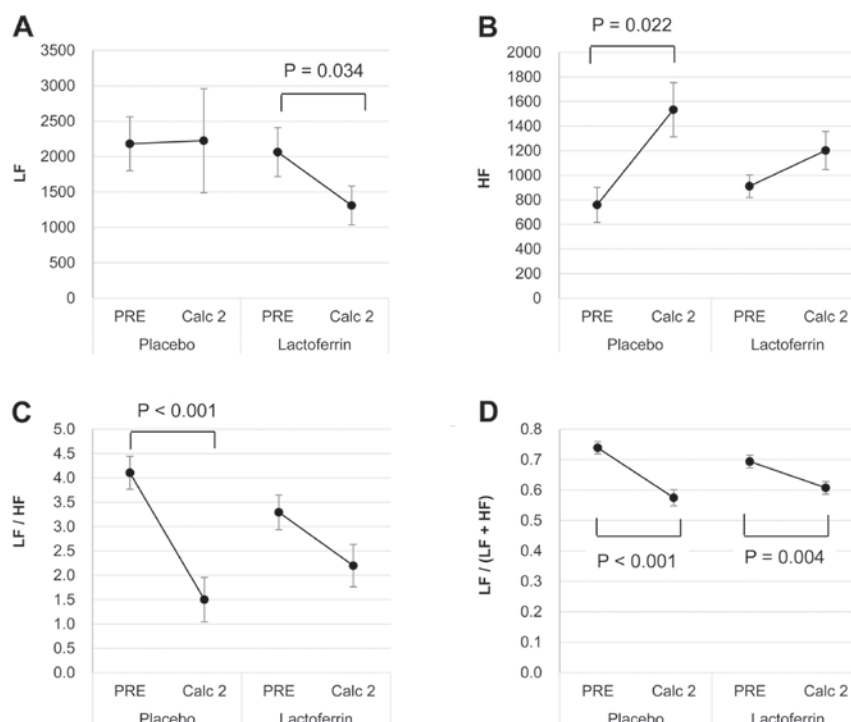 A
P = 0.034
LF
3500
3000
2500
2000
1500
1000
500
0
PRE
Calc 2
PRE
Calc 2
Placebo
Lactoferrin
B
P = 0.022
HF
2000
1800
1600
1400
1200
1000
800
600
400
200
0
PRE
Calc 2
PRE
Calc 2
Placebo
Lactoferrin
C
P < 0.001
LF / HF
5.0
4.5
4.0
3.5
3.0
2.5
2.0
1.5
1.0
0.5
0.0
PRE
Calc 2
PRE
Calc 2
Placebo
Lactoferrin
D
LF / (LF + HF)
0.8
0.7
0.6
0.5
0.4
0.3
0.2
0.1
0.0
P < 0.001
P = 0.004
PRE
Calc 2
PRE
Calc 2
Placebo
Lactoferrin